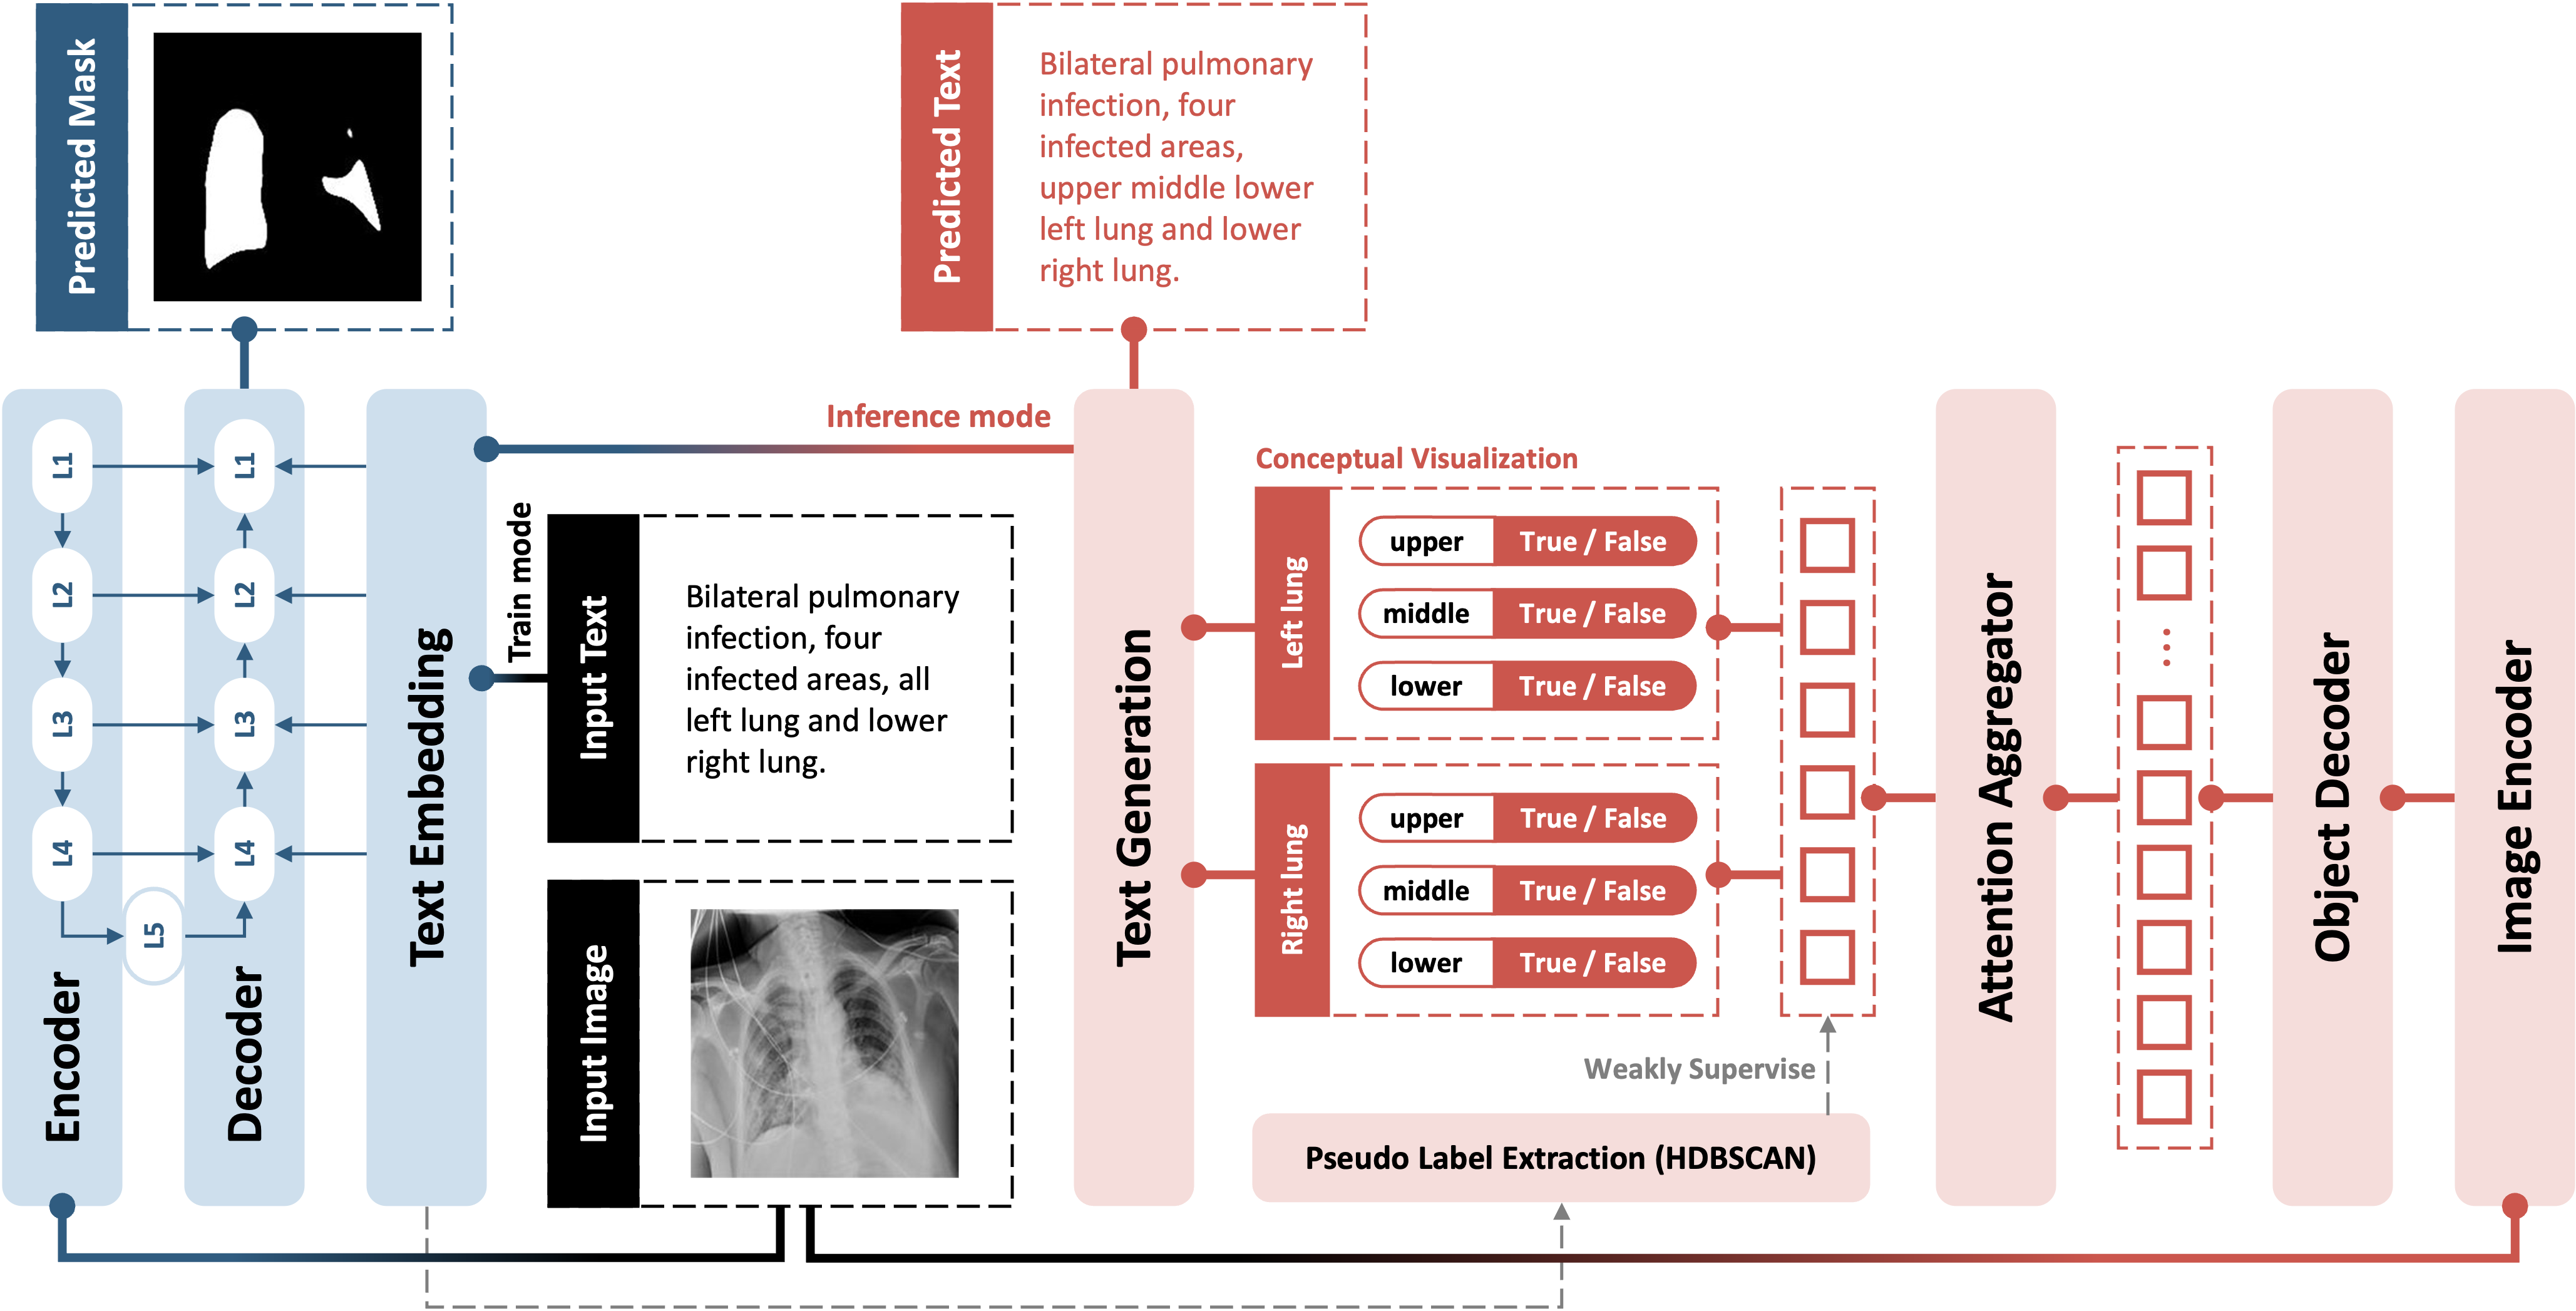 Predicted Mask
Predicted Text
Bilateral pulmonary
infection, four
infected areas,
upper middle lower
left lung and lower
right lung.
L1
L2
L3
L4
L5
Encoder
L1
L2
L3
L4
Decoder
Text Embedding
Inference mode
Train mode
Input Text
Bilateral pulmonary
infection, four
infected areas, all
left lung and lower
right lung.
Input Image
Text Generation
Conceptual Visualization
Left lung
upper True / False
middle True / False
lower True / False
Right lung
upper True / False
middle True / False
lower True / False
Weakly Supervise
Pseudo Label Extraction (HDBSCAN)
Attention Aggregator
...
Object Decoder
Image Encoder